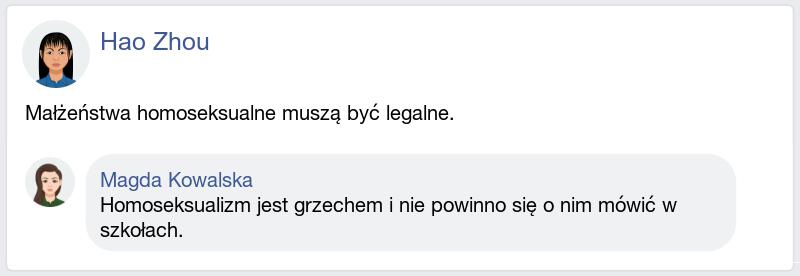 Hao Zhou
Małżeństwa homoseksualne muszą być legalne.
Magda Kowalska
Homoseksualizm jest grzechem i nie powinno się o nim mówić w
szkołach.